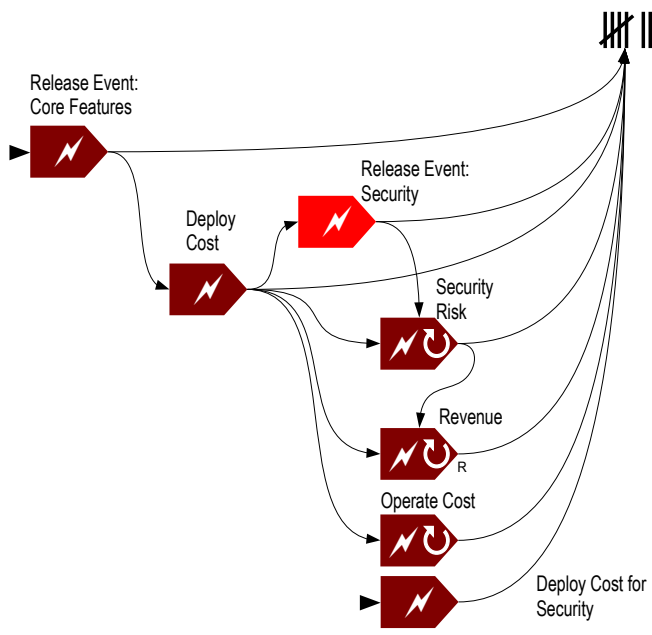 Release Event:
Core Features
Release Event:
Security
Deploy
Cost
Security
Risk
Revenue
R
Operate Cost
Deploy Cost for
Security